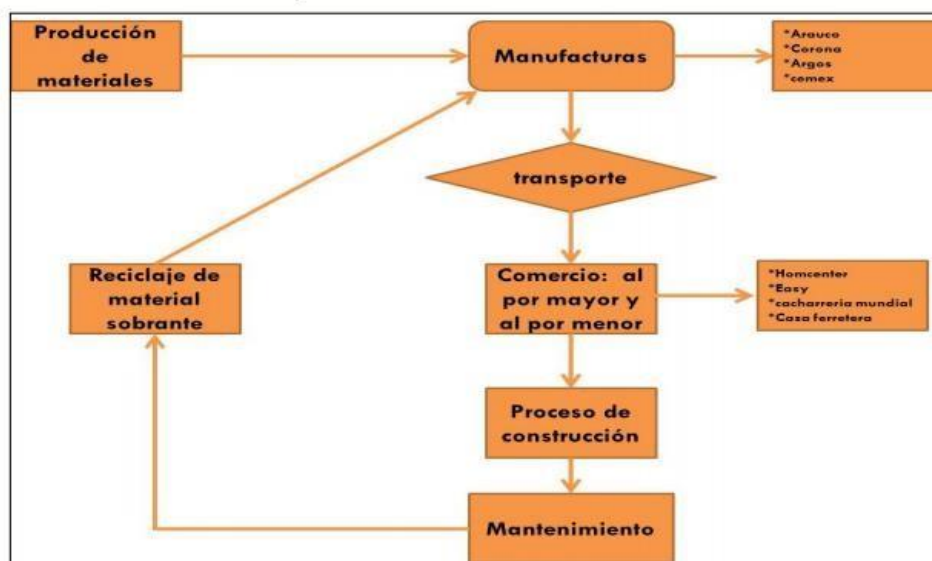 Producción
de
materiales
Manufacturas
*Arauco
*Corona
*Argos
*cemex
transporte
Reciclaje de
material
sobrante
Comercio: al
por mayor y
al por menor
*Homcenter
*Easy
*cacharreria mundial
*Casa ferretera
Proceso de
construcción
Mantenimiento